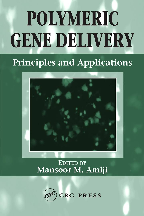 POLYMERIC
GENE DELIVERY
Principles and Applications
EDITED BY
Mansoor M. Amiji
CRC PRESS